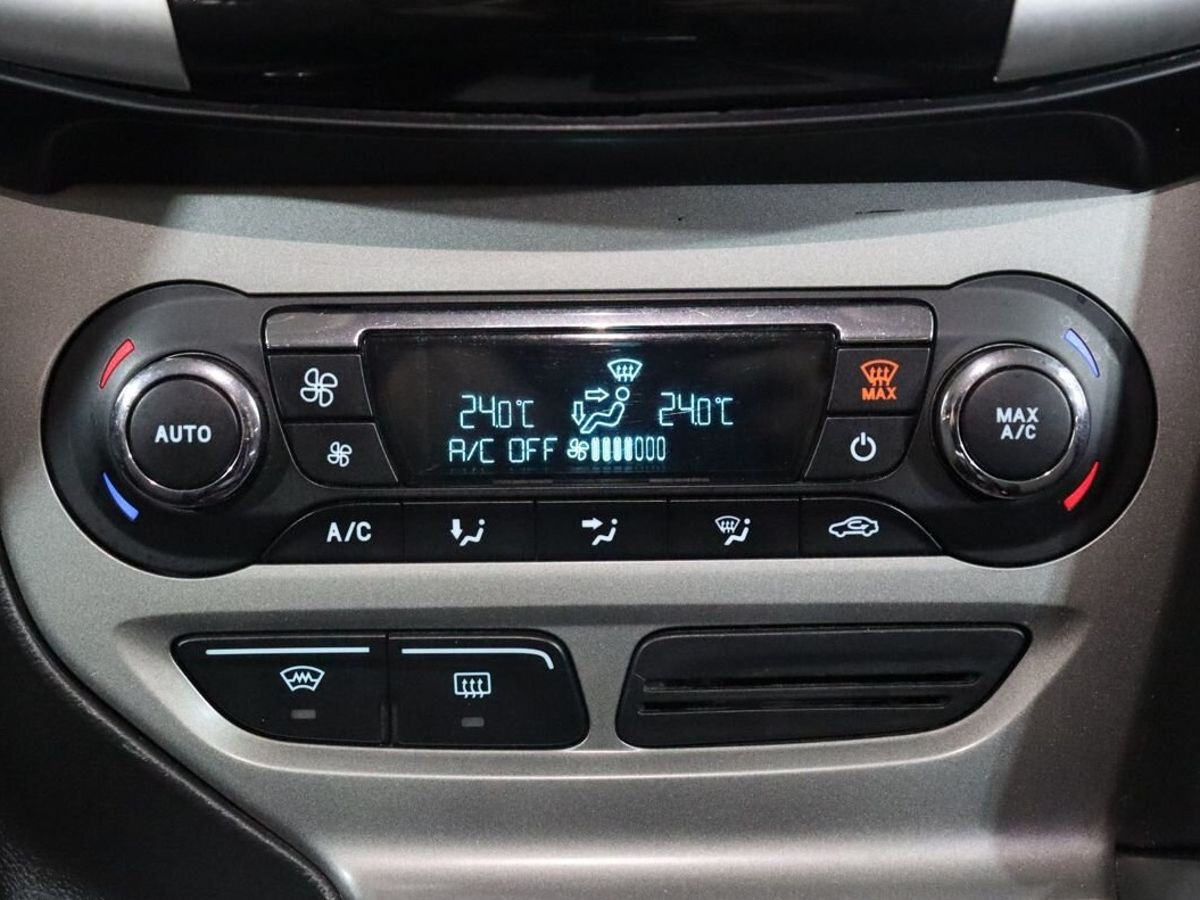 AUTO
24.0°C
24.0°C
A/C OFF
MAX
MAX
A/C
A/C